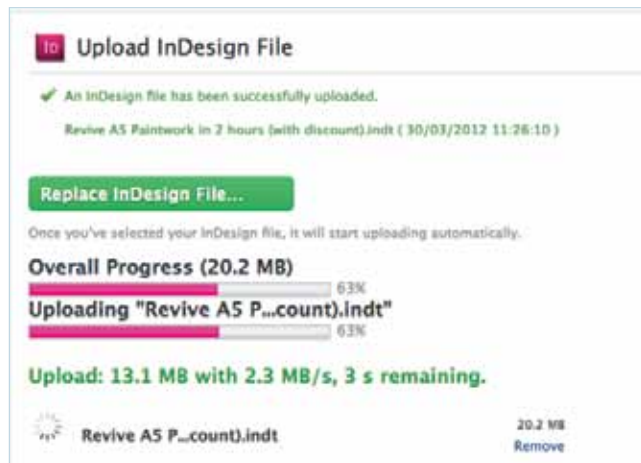 ID Upload InDesign File
An InDesign file has been successfully uploaded.
Revive A5 Paintwork in 2 hours (with discount).indt ( 30/03/2012 11:26:10 )
Replace InDesign File...
Once you've selected your InDesign file, it will start uploading automatically.
Overall Progress (20.2 MB)
63%
Uploading "Revive A5 P...count).indt"
63%
Upload: 13.1 MB with 2.3 MB/s, 3 s remaining.
Revive A5 P...count).indt 20.2 MB
Remove